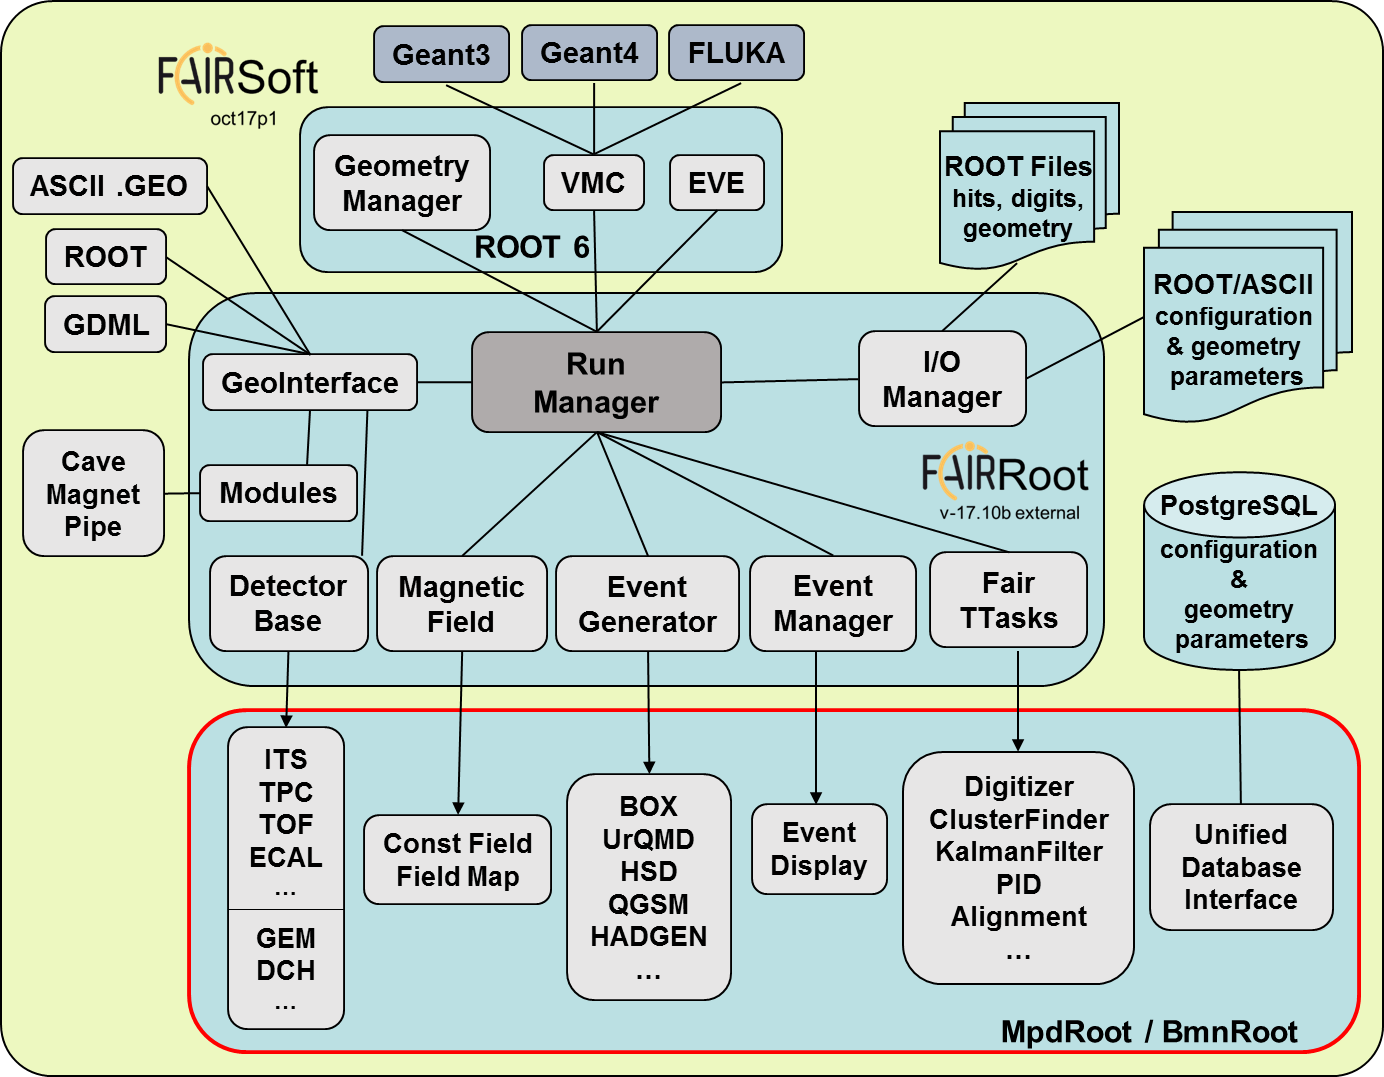 FAIRSoft
oct17p1
Geant3
Geant4
FLUKA
Geometry
Manager
VMC
EVE
ROOT 6
ASCII .GEO
ROOT
GDML
ROOT Files
hits, digits,
geometry
ROOT/ASCII
configuration
& geometry
parameters
GeoInterface
Run
Manager
I/O
Manager
Cave
Magnet
Pipe
Modules
FAIRRoot
v-17.10b external
PostgreSQL
configuration
&
geometry
parameters
Detector
Base
Magnetic
Field
Event
Generator
Event
Manager
Fair
TTasks
ITS
TPC
TOF
ECAL
...
GEM
DCH
...
Const Field
Field Map
BOX
UrQMD
HSD
QGSM
HADGEN
...
Event
Display
Digitizer
ClusterFinder
KalmanFilter
PID
Alignment
...
Unified
Database
Interface
MpdRoot / BmnRoot